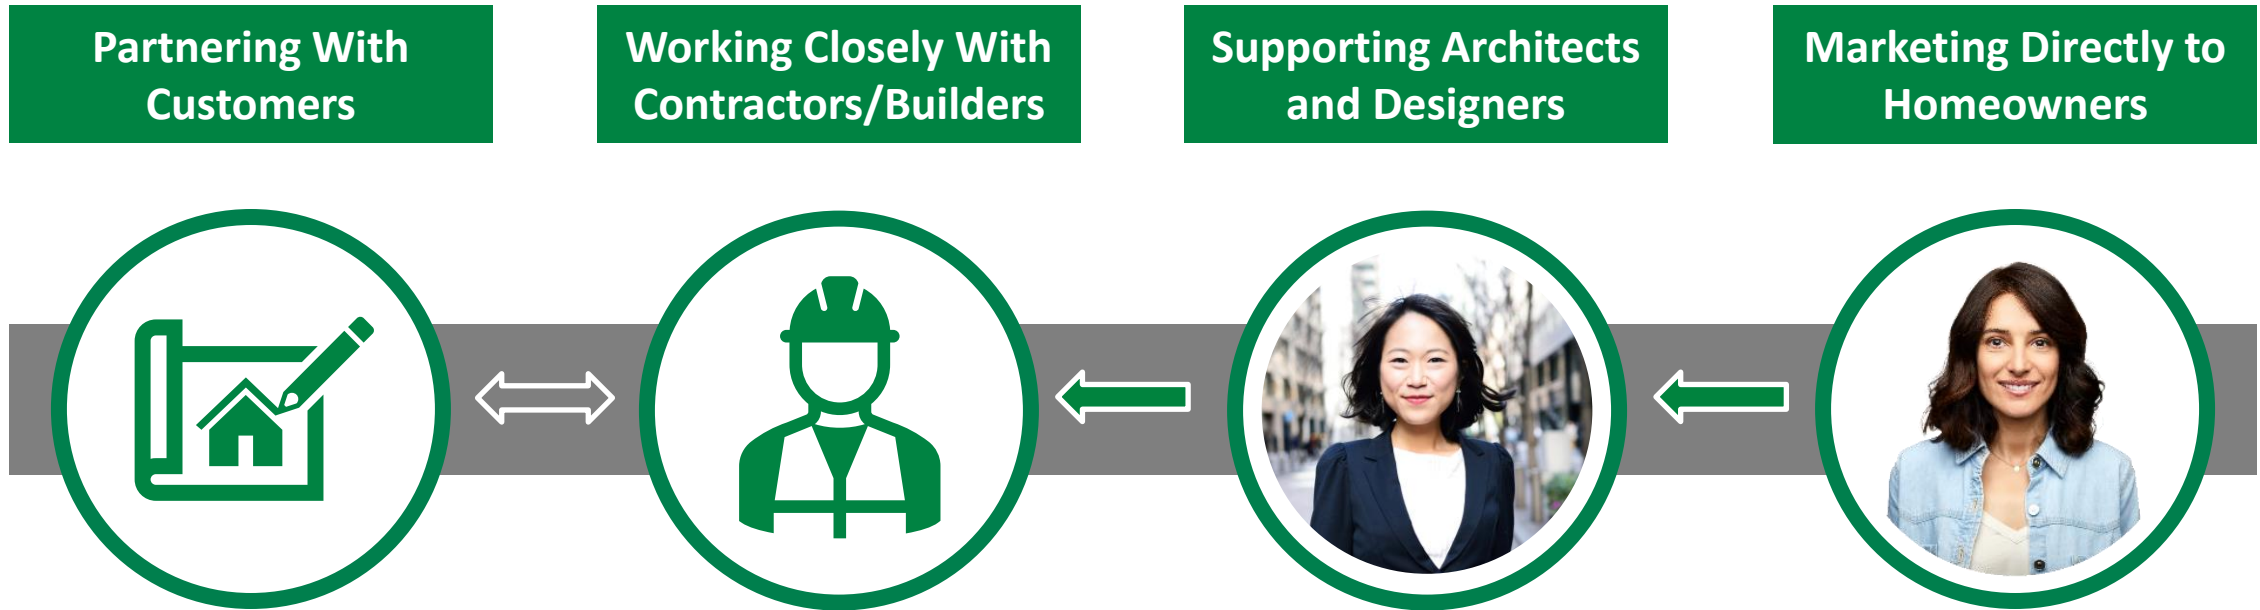 Partnering With
Customers
Working Closely With
Contractors/Builders
Supporting Architects
and Designers
Marketing Directly to
Homeowners